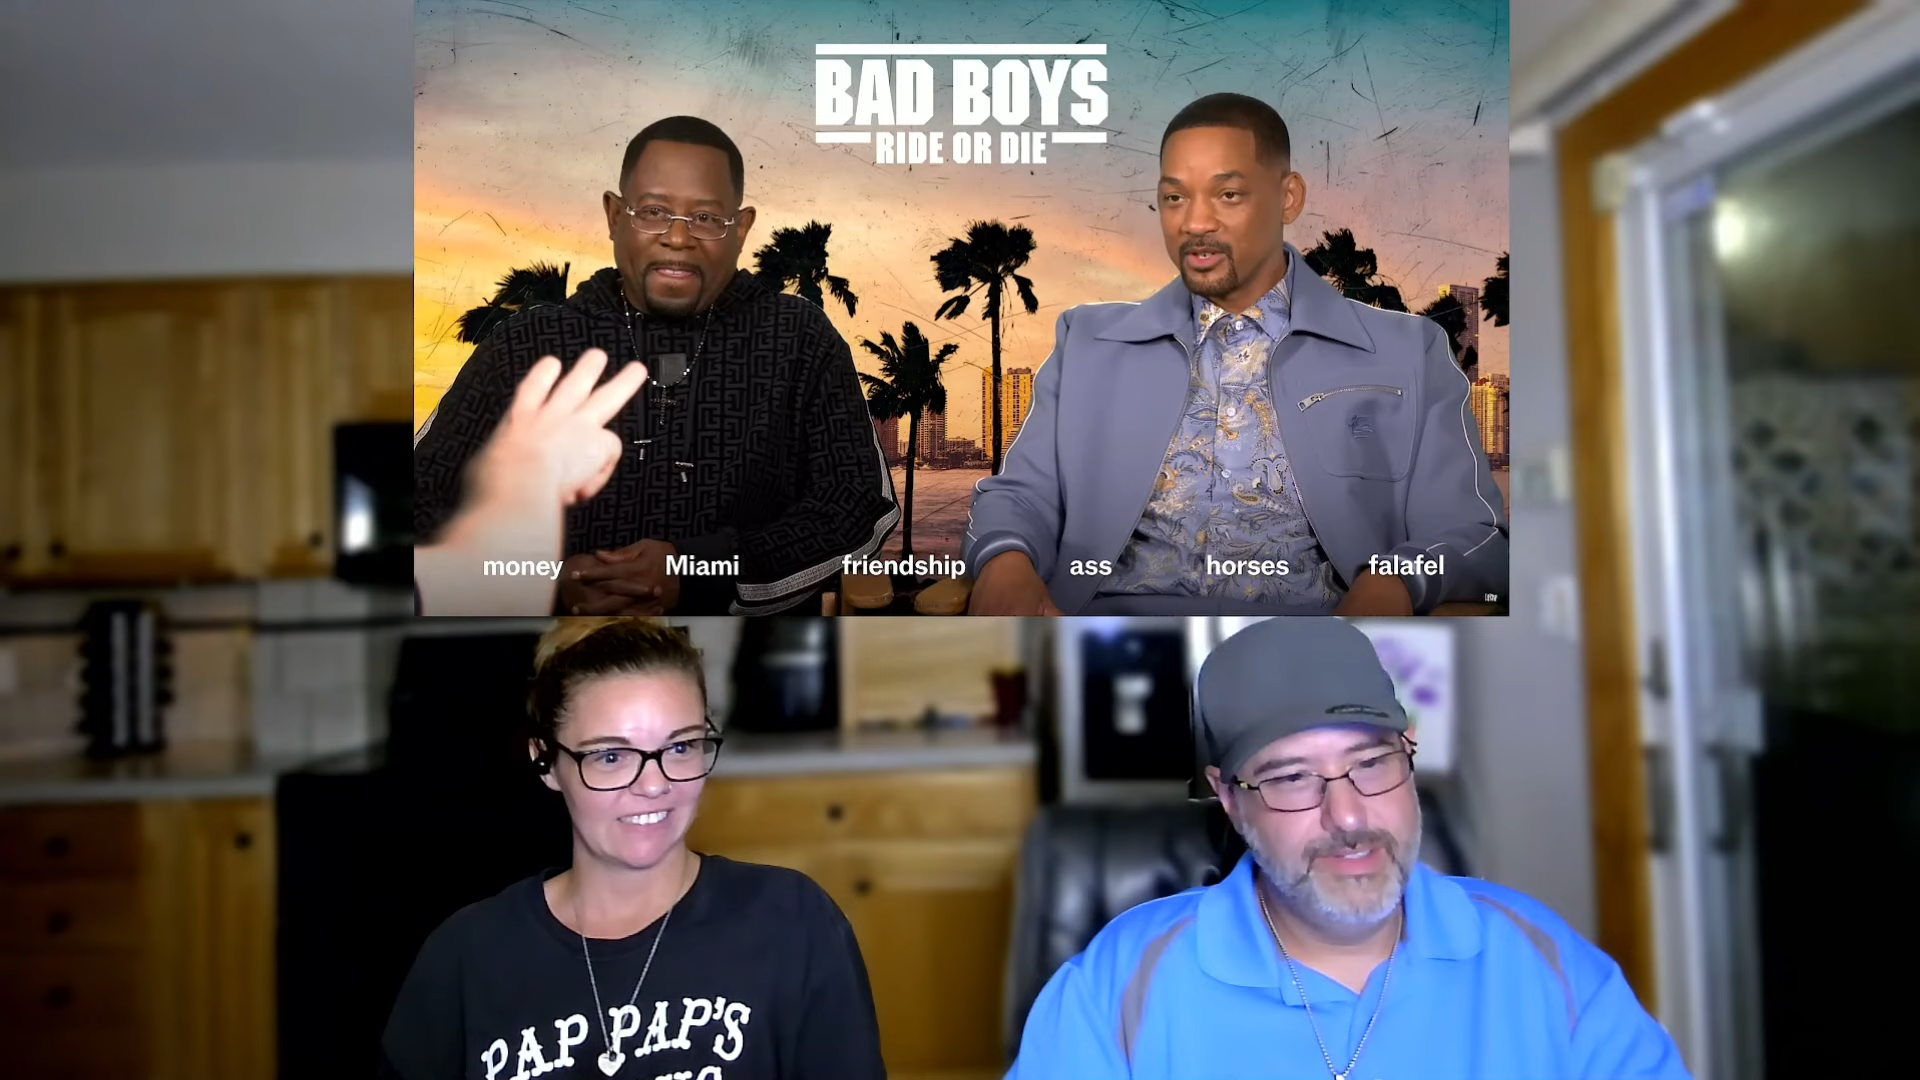 BAD BOYS
RIDE OR DIE
money Miami friendship ass horses falafel
PAP PAP'S